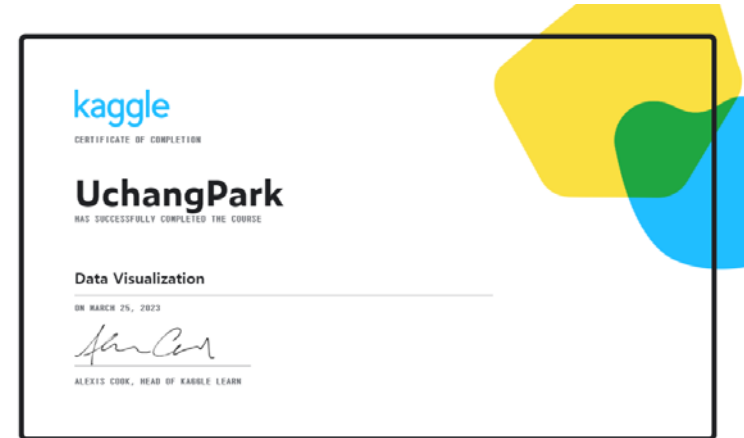 kaggle
CERTIFICATE OF COMPLETION
UchangPark
HAS SUCCESSFULLY COMPLETED THE COURSE
Data Visualization
ON MARCH 25, 2023
ALEXIS COOK, HEAD OF KAGGLE LEARN